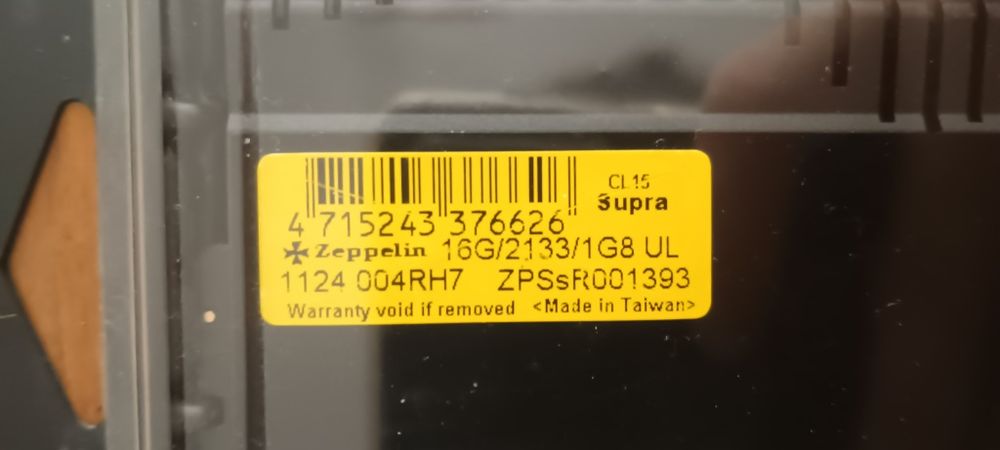 CL15
Supra
4 715243 376626
Zeppelin 16G/2133/1G8 UL
1124 004RH7 ZPSsR001393
Warranty void if removed <Made in Taiwan>